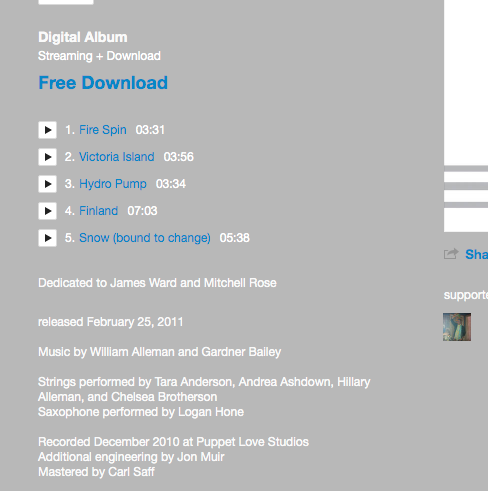 Digital Album
Streaming + Download
Free Download
1. Fire Spin 03:31
2. Victoria Island 03:56
3. Hydro Pump 03:34
4. Finland 07:03
5. Snow (bound to change) 05:38
Dedicated to James Ward and Mitchell Rose
released February 25, 2011
Music by William Alleman and Gardner Bailey
Strings performed by Tara Anderson, Andrea Ashdown, Hillary
Alleman, and Chelsea Brotherson
Saxophone performed by Logan Hone
Recorded December 2010 at Puppet Love Studios
Additional engineering by Jon Muir
Mastered by Carl Saff
Sha
supporte